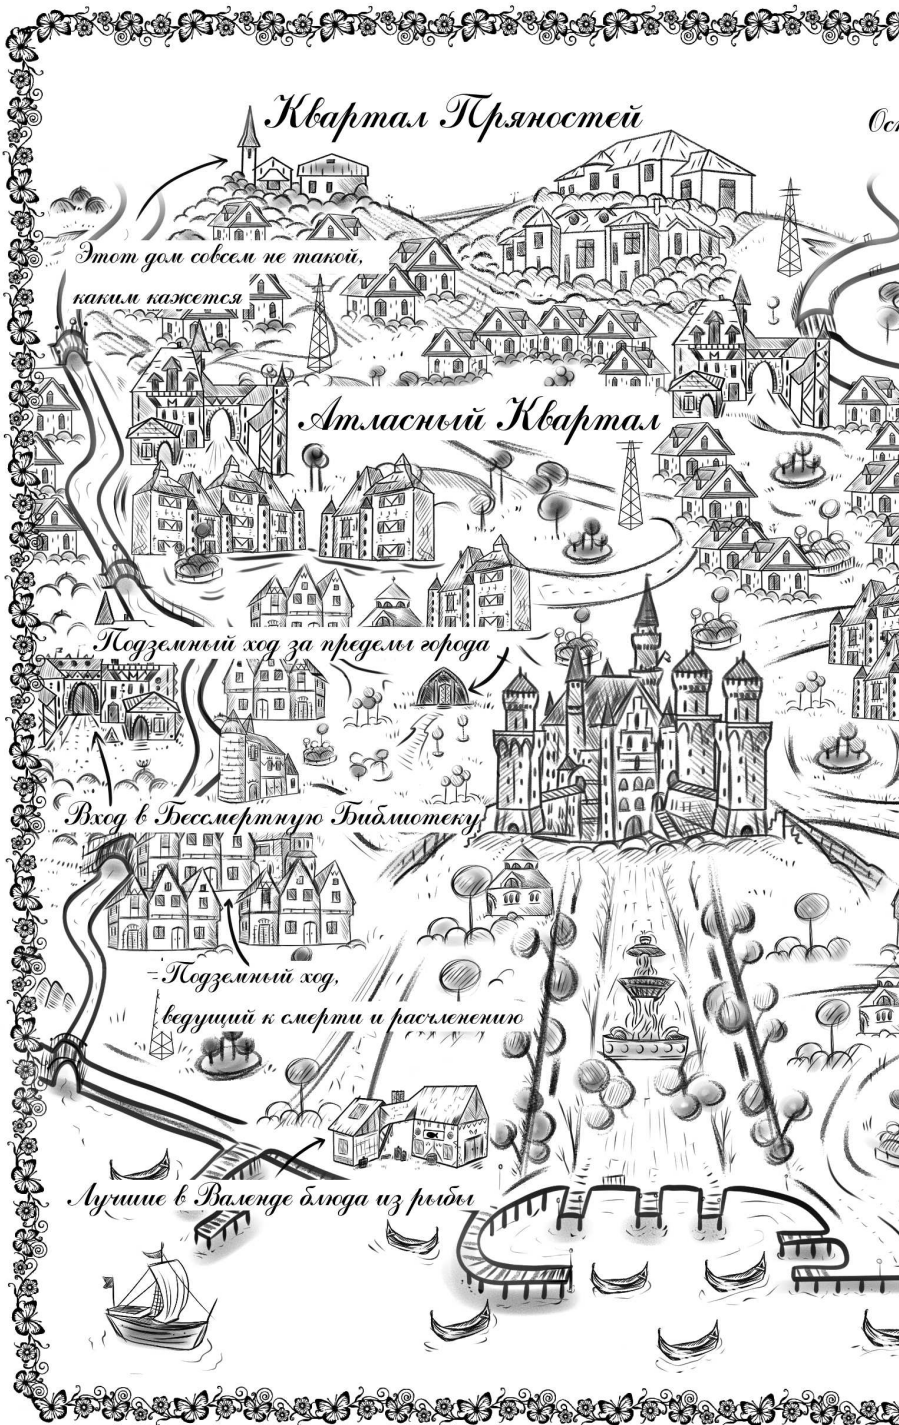 Квартал Пряностей
Этот дом совсем не такой,
каким кажется
Атласный Квартал
Подземный ход за пределы города
Вход в Бессмертную Библиотеку
Подземный ход,
ведущий к смерти и расчленению
Лучшие в Валенде блюда из рыбы